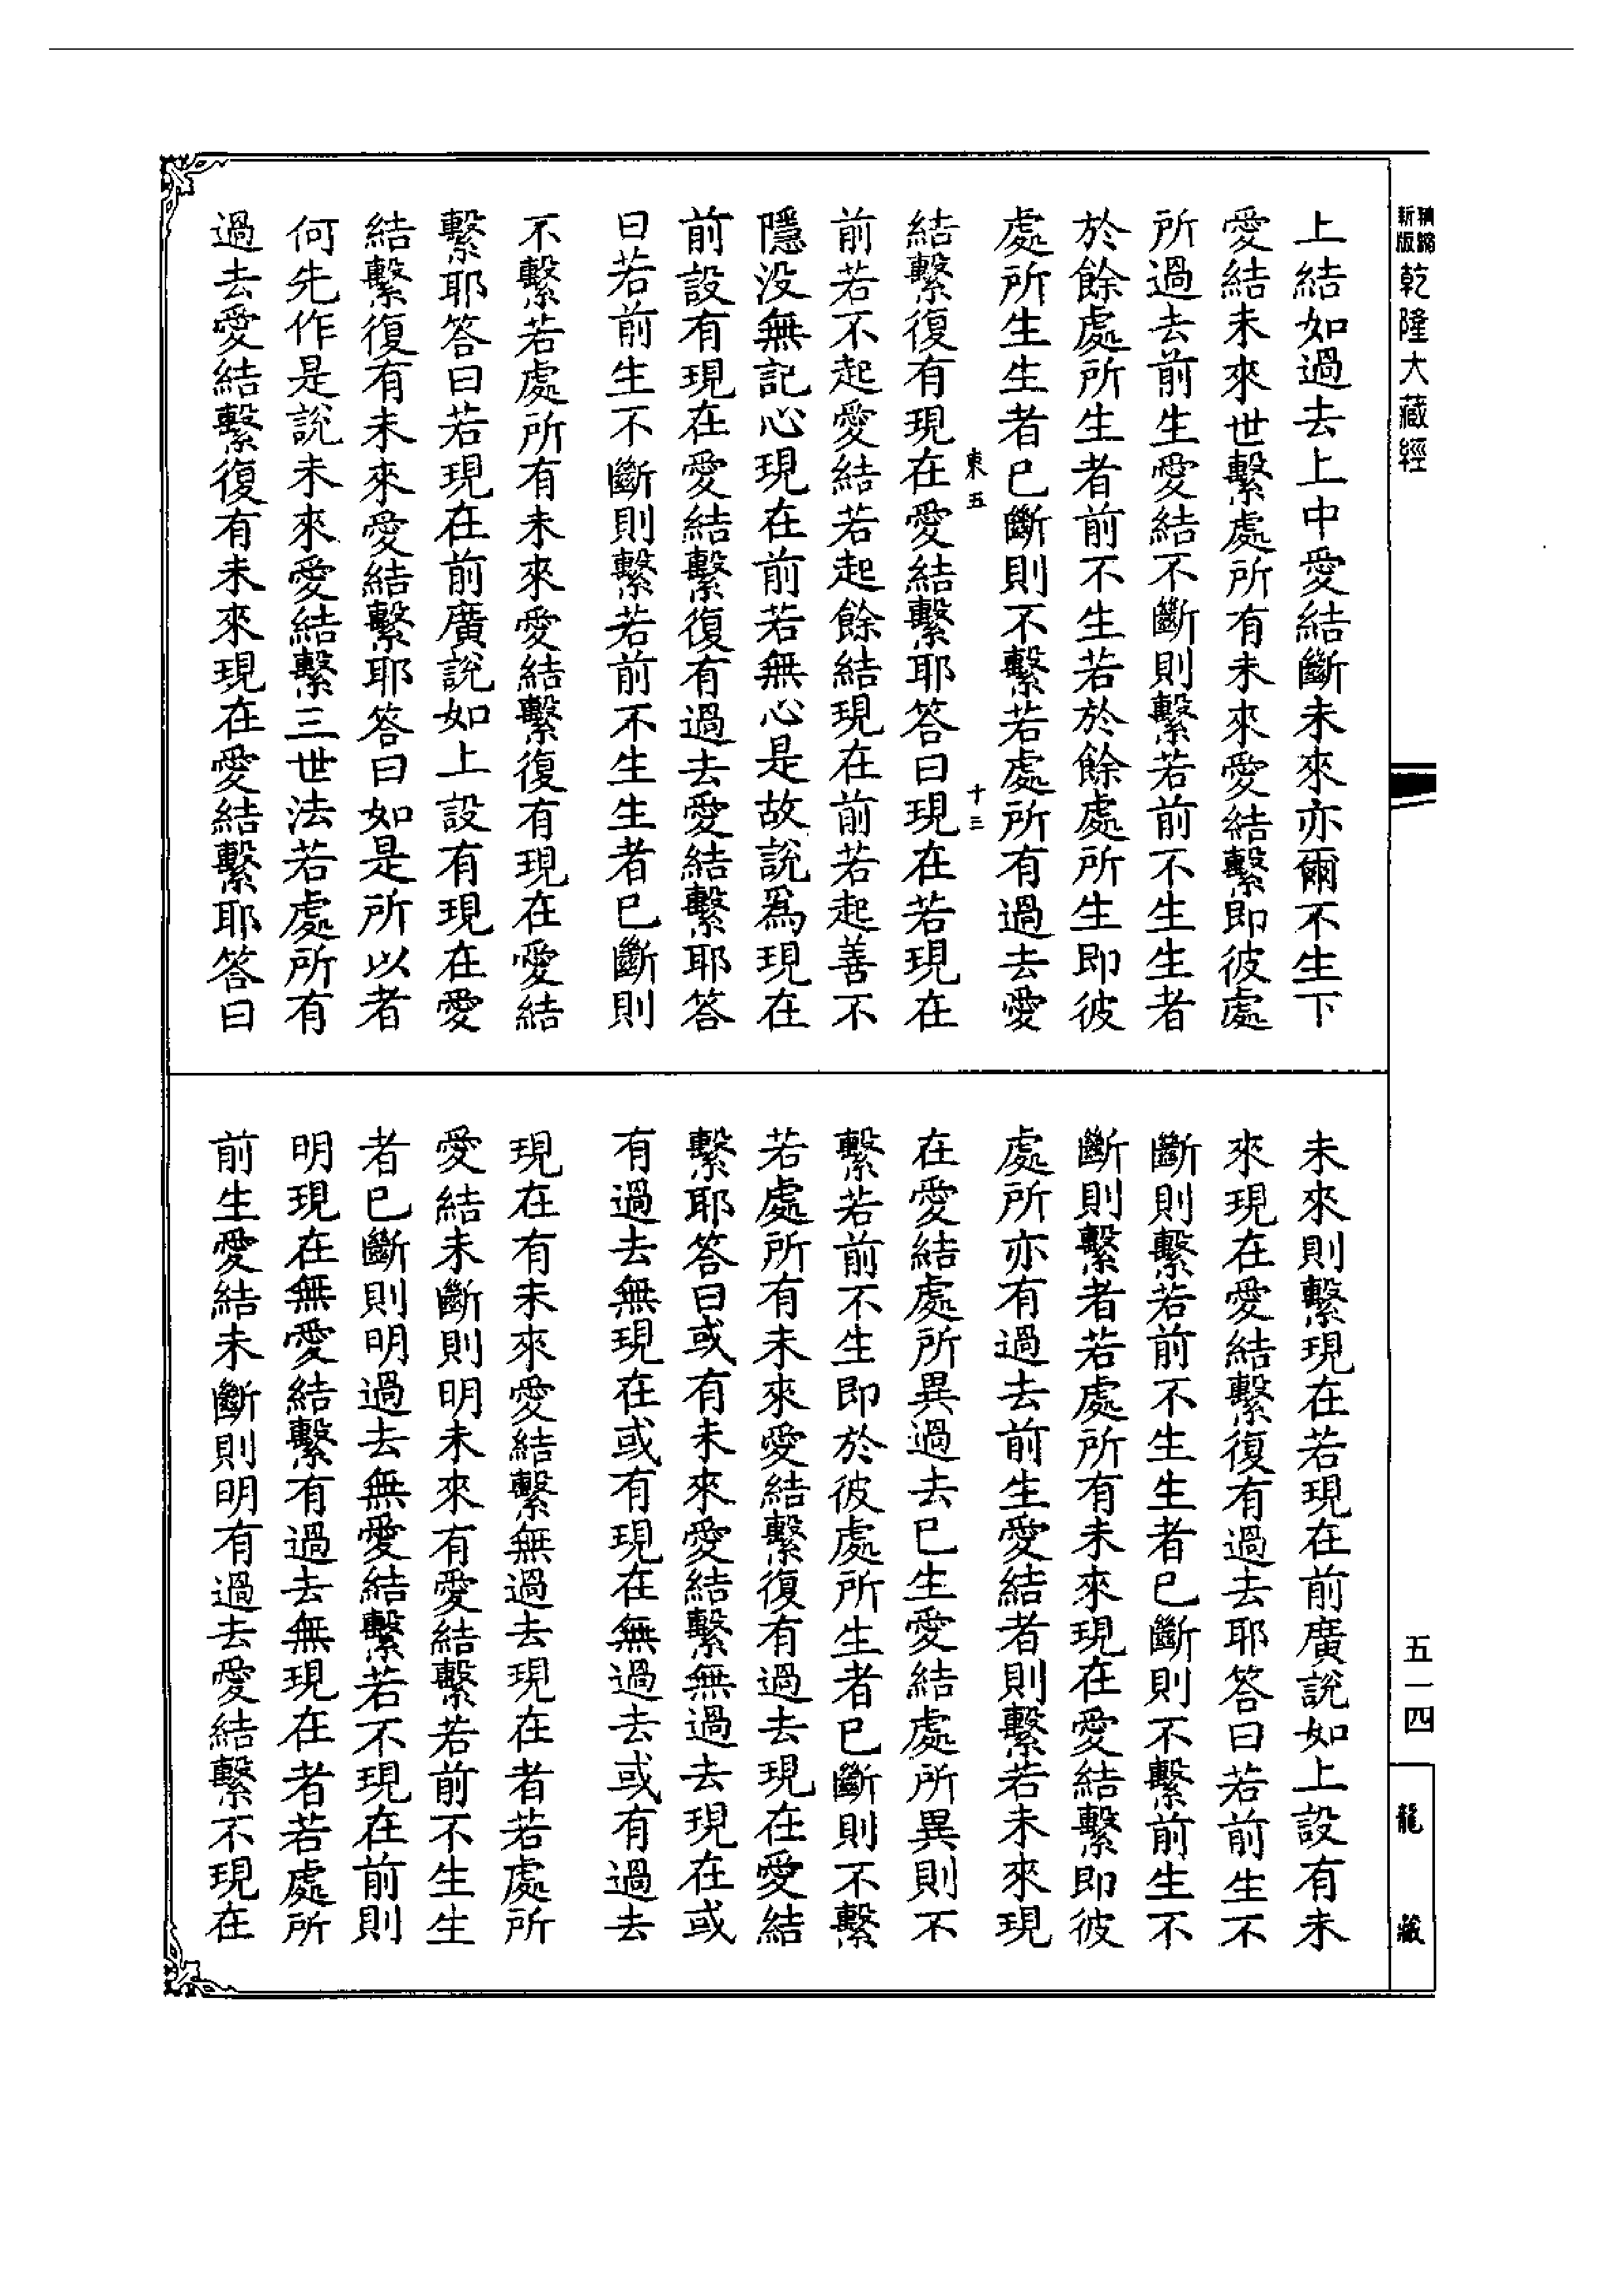 精縮新版乾隆大藏經
上結如過去上中愛結斷未來亦爾不生下
愛結未來世繫處所有未來愛結繫即彼處
所過去前生愛結不斷則繫若前不生生者
於餘處所生者前不生若於餘處所生即彼
處所生生者已斷則不繫若處所有過去愛
東五 十三
結繫復有現在愛結繫耶答曰現在若現在
前若不起愛結若起餘結現在前若起善不
隱没無記心現在前若無心是故說為現在
前設有現在愛結繫復有過去愛結繫耶答
曰若前生不斷則繫若前不生生者已斷則
不繫若處所有未來愛結繫復有現在愛結
繫耶答曰若現在前廣說如上設有現在愛
結繫復有未來愛結繫耶答曰如是所以者
何先作是說未來愛結繫三世法若處所有
過去愛結繫復有未來現在愛結繫耶答曰
未來則繫現在若現在前廣說如上設有未
來現在愛結繫復有過去耶答曰若前生不
斷則繫若前不生生者已斷則不繫前生不
斷則繫者若處所有未來現在愛結繫即彼
處所亦有過去前生愛結者則繫若未來現
在愛結處所異過去已生愛結處所異則不
繫若前不生即於彼處所生者已斷則不繫
若處所有未來愛結繫復有過去現在愛結
繫耶答曰或有未來愛結繫無過去現在或
有過去無現在或有現在無過去或有過去
現在有未來愛結繫無過去現在者若處所
愛結未斷則明未來有愛結繫若前不生生
者已斷則明過去無愛結繫若不現在前則
明現在無愛結繫有過去無現在者若處所
前生愛結未斷則明有過去愛結繫不現在
五一四
龍藏